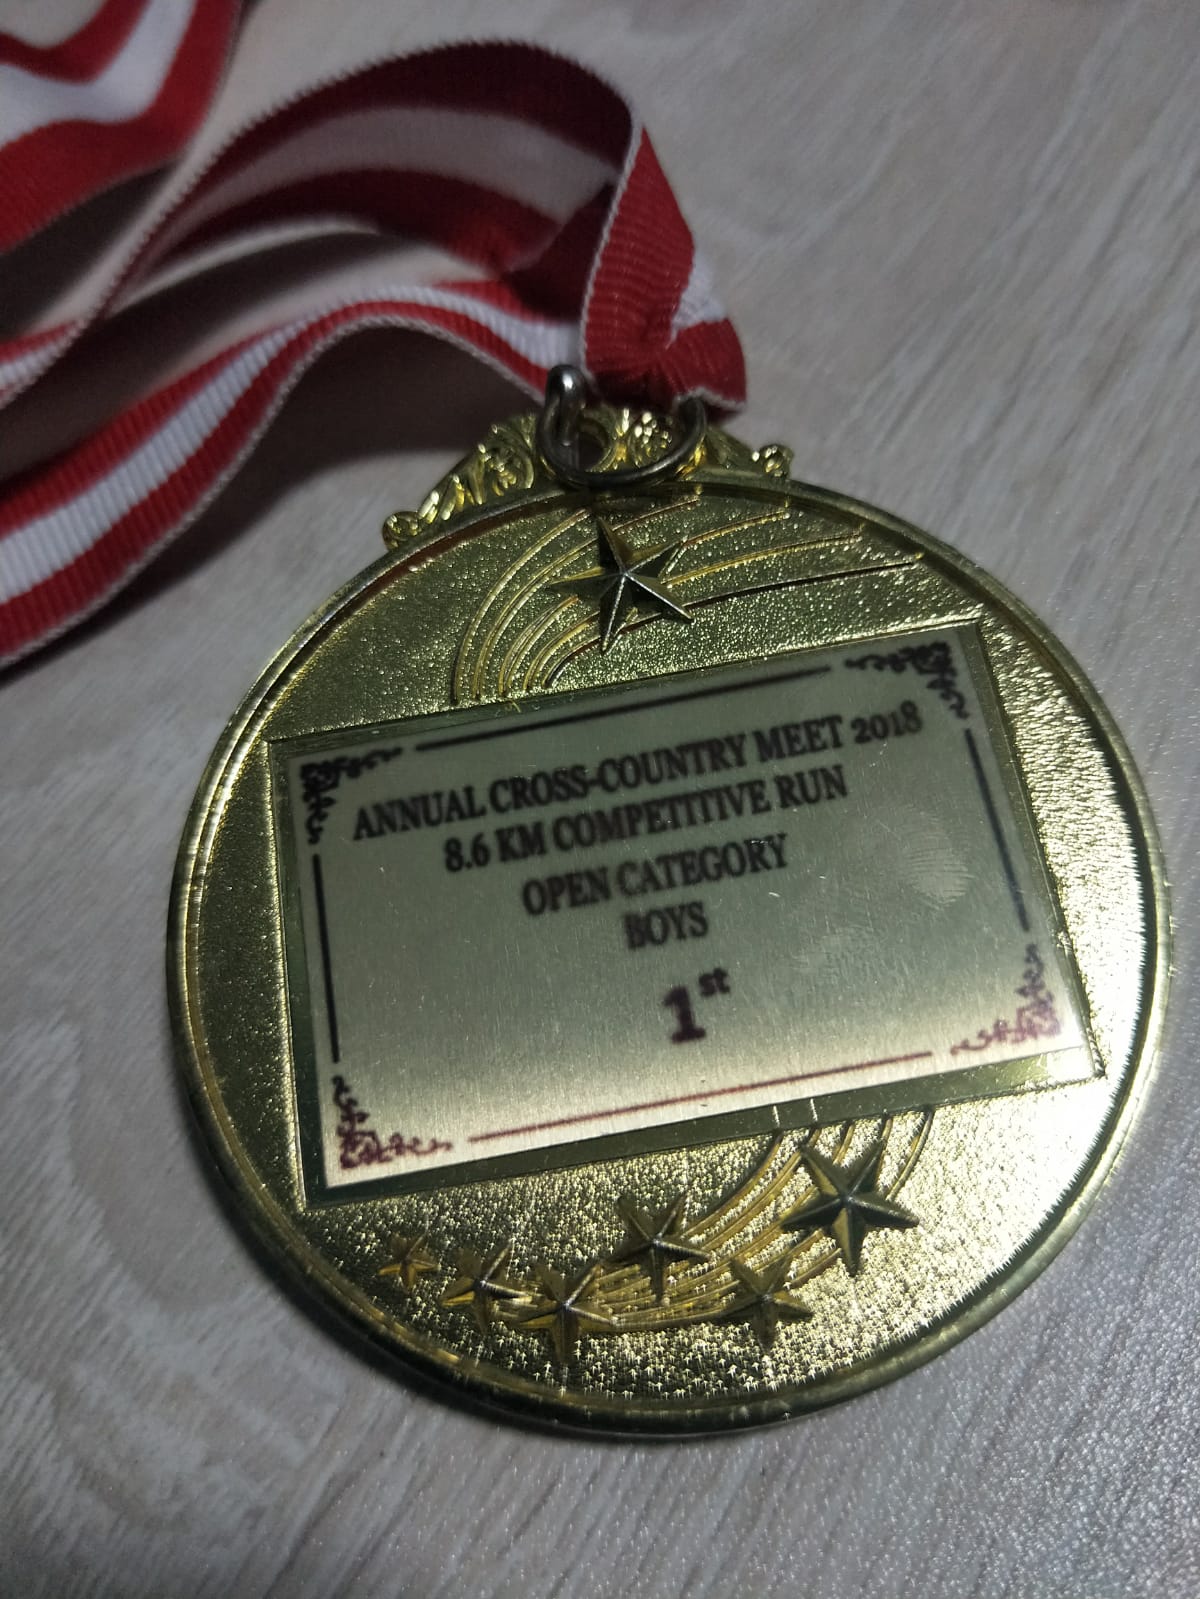 ANNUAL CROSS-COUNTRY MEET 2018
8.6 KM COMPETITIVE RUN
OPEN CATEGORY
BOYS
1st